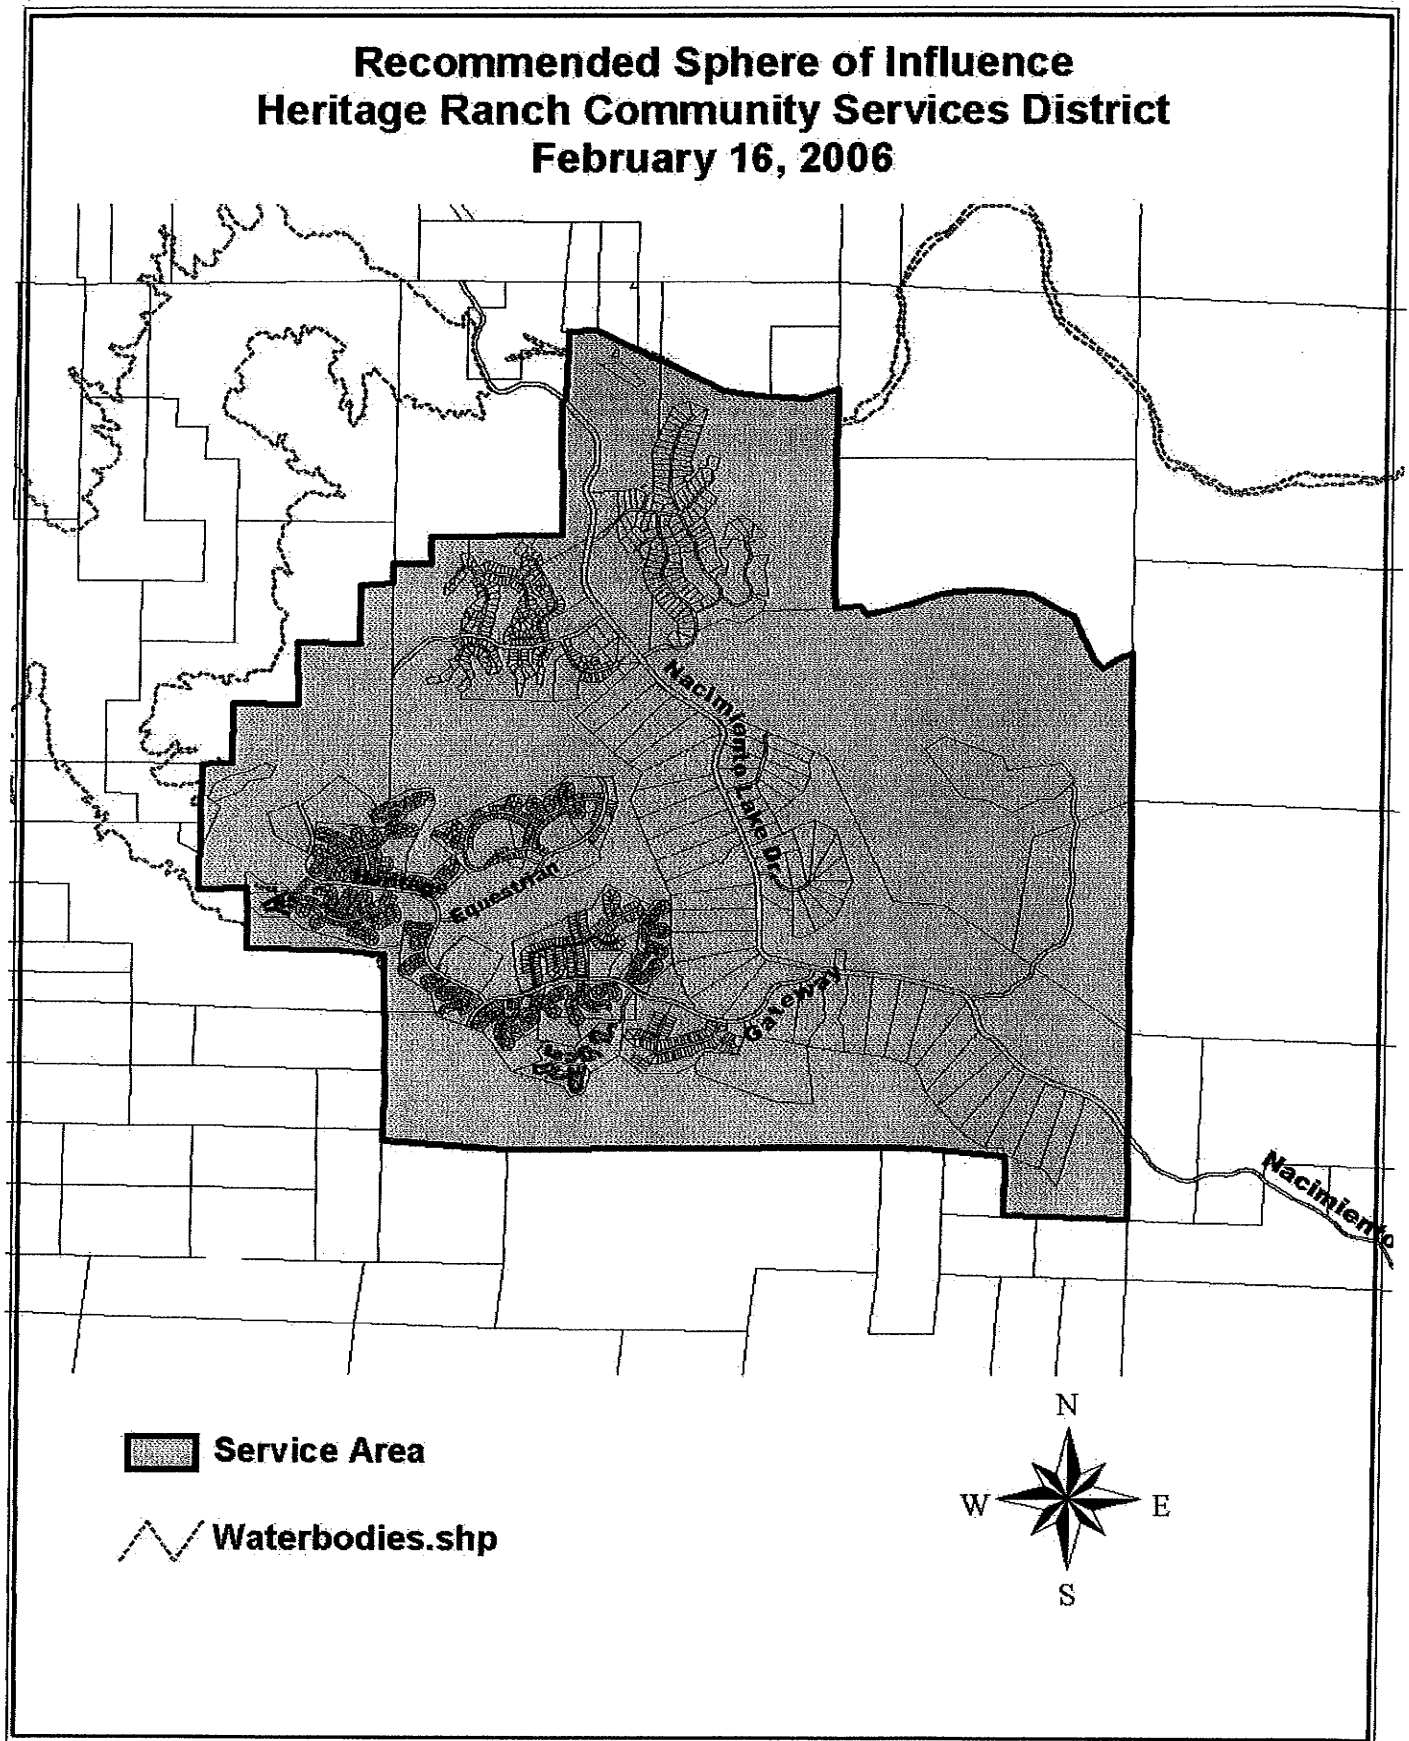 Recommended Sphere of Influence
Heritage Ranch Community Services District
February 16, 2006
Nacimiento Lake Dr.
Equestrian
Gateway
Nacimiento
Service Area
Waterbodies.shp
N
W
E
S